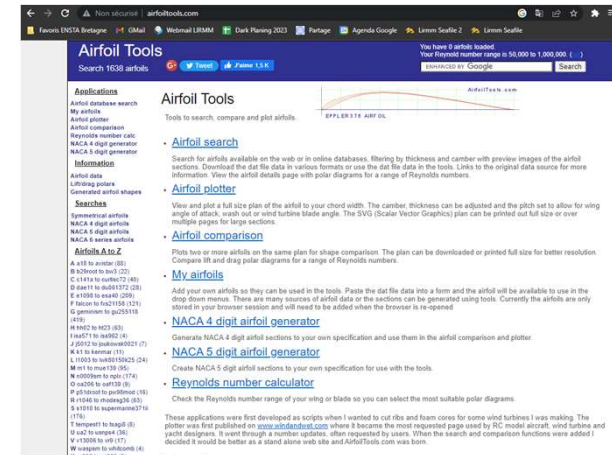 Non sécurisé | airfoiltools.com
Favoris ENSTA Bretagne
GMail
Webmail LIRMM
Dark Planing 2023
Partage
Agenda Google
Lirmm Seafile 2
Lirmm Seafile
Airfoil Tools
Search 1638 airfoils
G+
Tweet
J'aime 1,5 K
You have 0 airfoils loaded.
Your Reynold number range is 50,000 to 1,000,000. ( )
ENHANCED BY Google
Search
Applications
Airfoil database search
My airfoils
Airfoil plotter
Airfoil comparison
Reynolds number calc
NACA 4 digit generator
NACA 5 digit generator
Information
Airfoil data
Lift/drag polars
Generated airfoil shapes
Searches
Symmetrical airfoils
NACA 4 digit airfoils
NACA 5 digit airfoils
NACA 6 series airfoils
Airfoils A to Z
A a18 to avistar (88)
B b29root to bw3 (22)
C c141a to curtisc72 (40)
D dae11 to du861372 (28)
E e1098 to esa40 (209)
F falcon to fxs21158 (121)
G geminism to gu255118
(419)
H hh02 to ht23 (63)
I isa571 to isa962 (4)
J j5012 to joukowsk0021 (7)
K k1 to kenmar (11)
L l1003 to lwk80150k25 (24)
M m1 to mue139 (95)
N n0009sm to nplx (174)
O oa206 to oaf139 (8)
P p51droot to pw98mod (16)
R r1046 to rhodesg36 (63)
S s1010 to supermarine371ii
(176)
T tempest1 to tsagi8 (8)
U ua2 to usnps4 (36)
V v13006 to vr9 (17)
W waspsm to whitcomb (4)
Airfoil Tools
Tools to search, compare and plot airfoils.
AirfoilTools.com
EPPLER 376 AIRFOIL
Airfoil search
Search for airfoils available on the web or in online databases, filtering by thickness and camber with preview images of the airfoil
sections. Download the dat file data in various formats or use the dat file data in the tools. Links to the original data source for more
information. View the airfoil details page with polar diagrams for a range of Reynolds numbers.
Airfoil plotter
View and plot a full size plan of the airfoil to your chord width. The camber, thickness can be adjusted and the pitch set to allow for wing
angle of attack, wash out or wind turbine blade angle. The SVG (Scalar Vector Graphics) plan can be printed out full size or over
multiple pages for large sections.
Airfoil comparison
Plots two or more airfoils on the same plan for shape comparison. The plan can be downloaded or printed full size for better resolution.
Compare lift and drag polar diagrams for a range of Reynolds numbers.
My airfoils
Add your own airfoils so they can be used in the tools. Paste the dat file data into a form and the airfoil will be available to use in the
drop down menus. There are many sources of airfoil data or the sections can be generated using tools. Currently the airfoils are only
stored in your browser session and will need to be added when the browser is re-opened
NACA 4 digit airfoil generator
Generate NACA 4 digit airfoil sections to your own specification and use them in the airfoil comparison and plotter.
NACA 5 digit airfoil generator
Create NACA 5 digit airfoil sections to your own specification for use with the tools.
Reynolds number calculator
Check the Reynolds number range of your wing or blade so you can select the most suitable polar diagrams.
These applications were first developed as scripts when I wanted to cut ribs and foam cores for some wind turbines I was making. The
plotter was first published on www.windandwet.com where it became the most requested page used by RC model aircraft, wind turbine and
yacht designers. It went through a number updates, often requested by users. When the search and comparison functions were added I
decided it would be better as a stand alone web site and AirfoilTools.com was born.